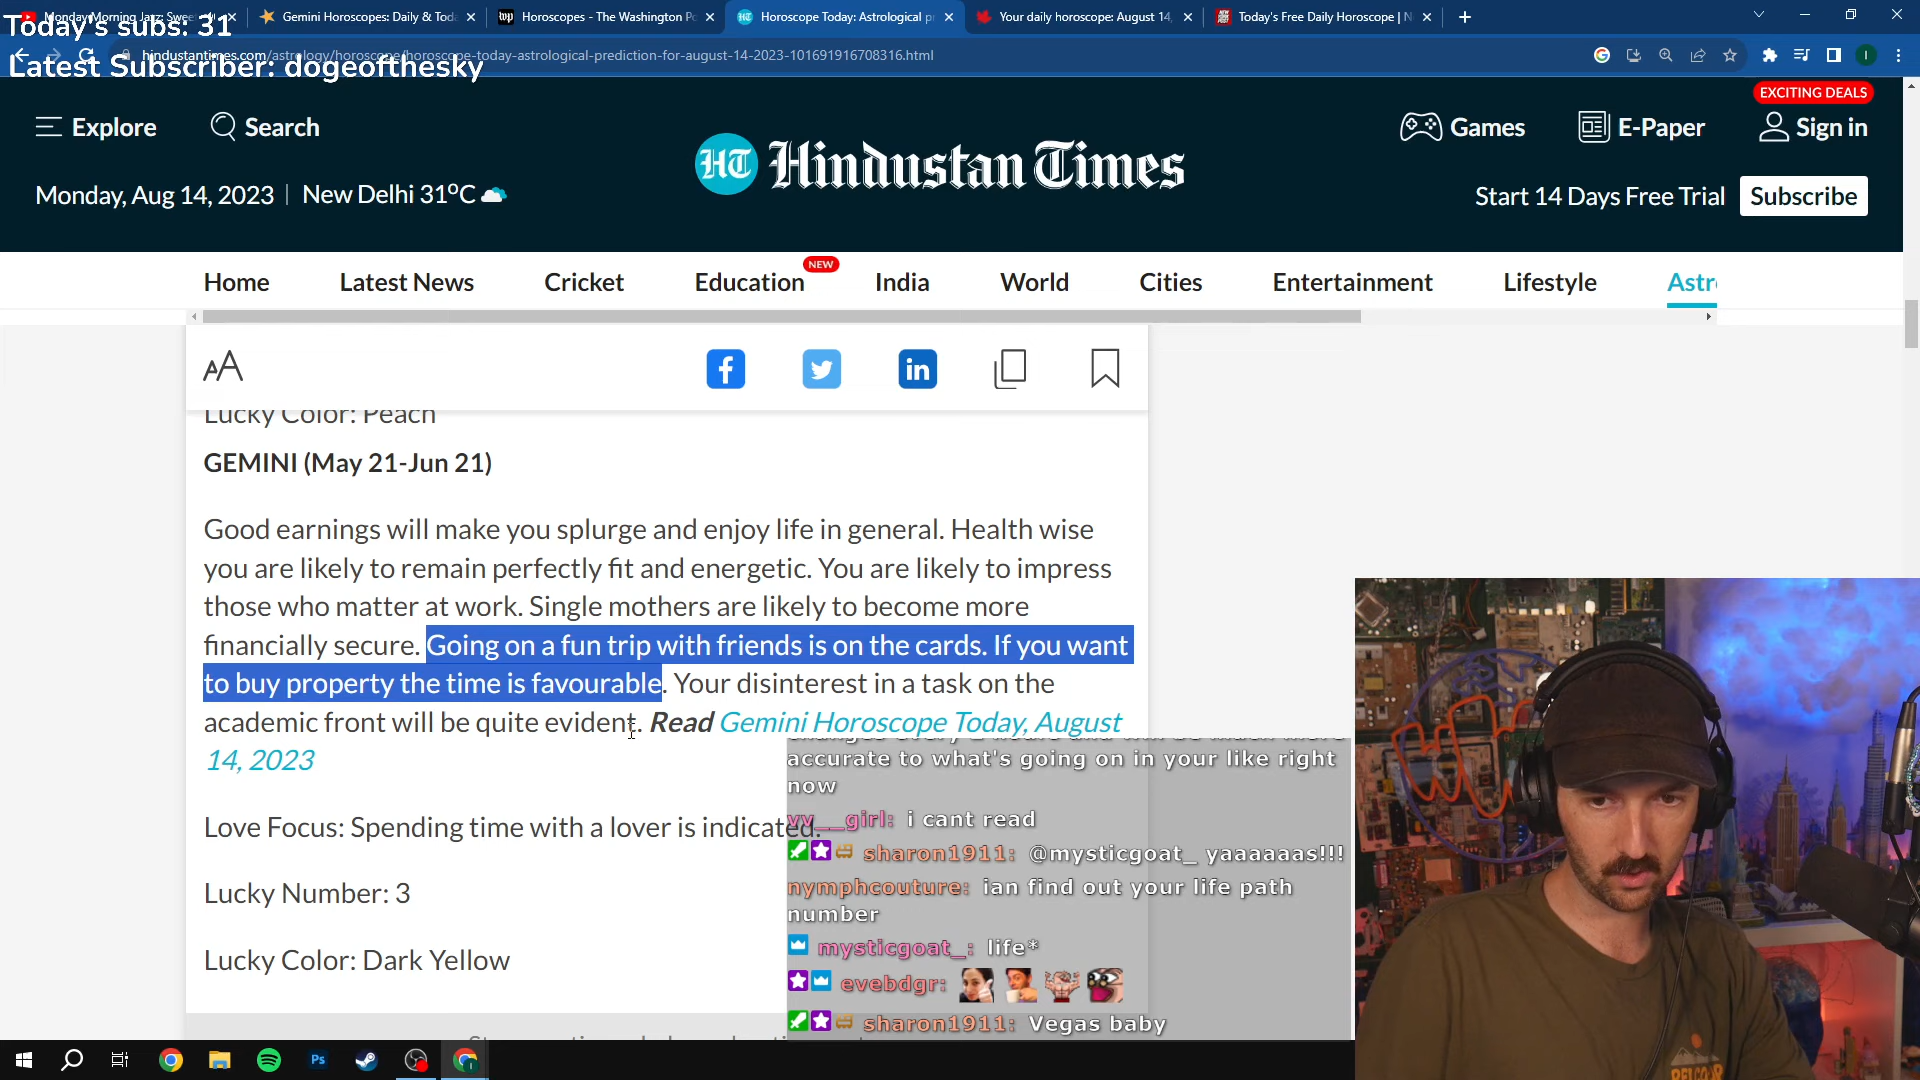 Today's subs: 31
Latest Subscriber: dogeofthesky
Monday Morning Jazz: Swee
Gemini Horoscopes: Daily & Tod
Horoscopes - The Washington Po
Horoscope Today: Astrological p
Your daily horoscope: August 14,
Today's Free Daily Horoscope | N
hindustantimes.com/astrology/horoscope/horoscope-today-astrological-prediction-for-august-14-2023-101691916708316.html
EXCITING DEALS
Explore
Search
HT Hindustan Times
Games
E-Paper
Sign in
Monday, Aug 14, 2023 | New Delhi 31°C
Start 14 Days Free Trial
Subscribe
NEW
Home Latest News Cricket Education India World Cities Entertainment Lifestyle Astr
AA
Lucky Color: Peach
GEMINI (May 21-Jun 21)
Good earnings will make you splurge and enjoy life in general. Health wise
you are likely to remain perfectly fit and energetic. You are likely to impress
those who matter at work. Single mothers are likely to become more
financially secure. Going on a fun trip with friends is on the cards. If you want
to buy property the time is favourable. Your disinterest in a task on the
academic front will be quite evident. Read Gemini Horoscope Today, August
14, 2023
Love Focus: Spending time with a lover is indicated.
Lucky Number: 3
Lucky Color: Dark Yellow
accurate to what's going on in your like right
now
vv__girl: i cant read
sharon1911: @mysticgoat_ yaaaaaas!!!
nymphcouture: ian find out your life path
number
mysticgoat_: life*
evebdgr:
sharon1911: Vegas baby